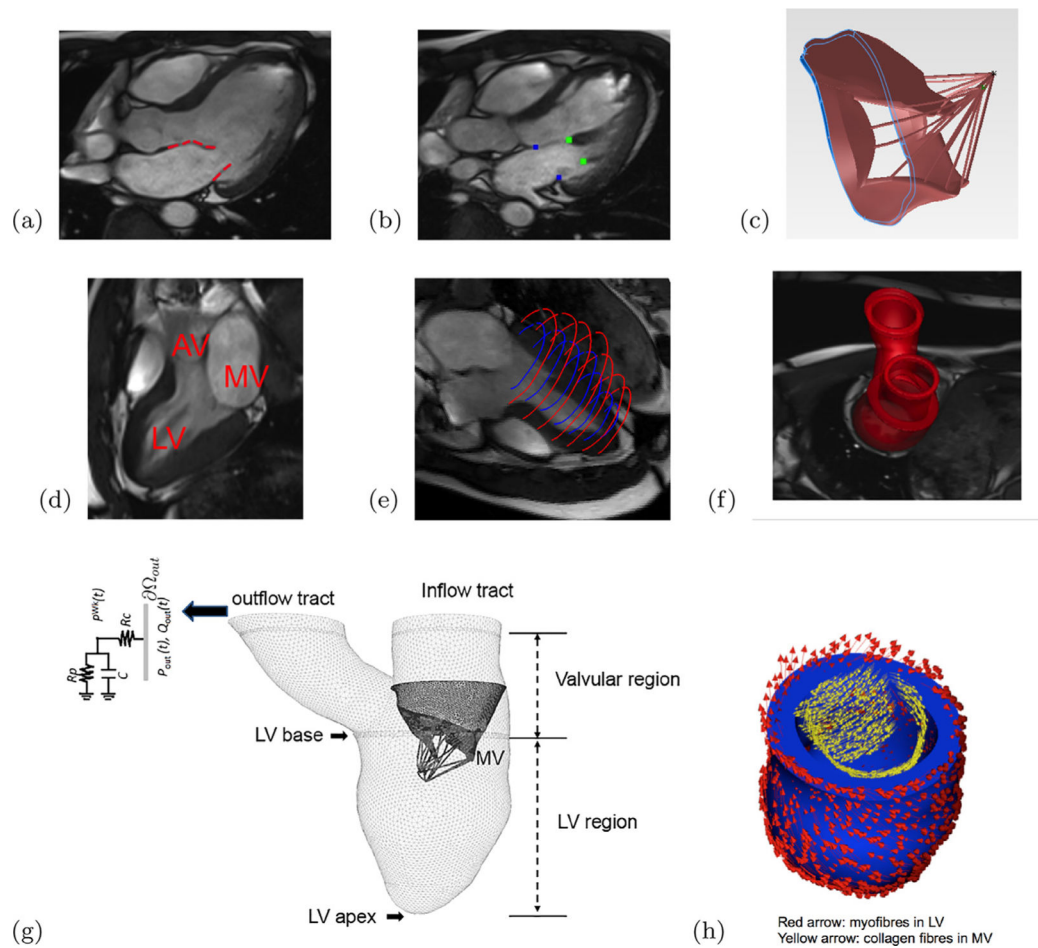 (a)
(b)
(c)
(d)
AV
MV
LV
(e)
(f)
(g)
∂Ω_out
p^Wk(t)
Rc
P_out(t), Q_out(t)
Rp
C
outflow tract
Inflow tract
Valvular region
LV base
MV
LV region
LV apex
(h)
Red arrow: myofibres in LV
Yellow arrow: collagen fibres in MV